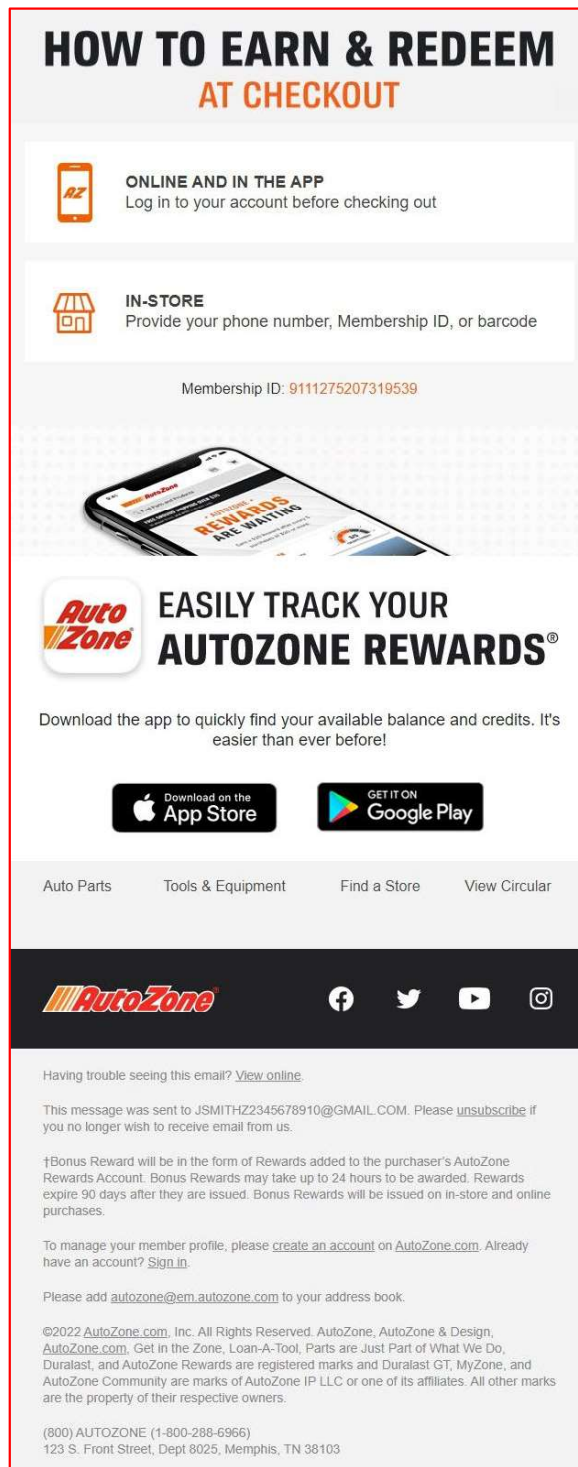 HOW TO EARN & REDEEM
AT CHECKOUT
AZ
ONLINE AND IN THE APP
Log in to your account before checking out
IN-STORE
Provide your phone number, Membership ID, or barcode
Membership ID: 9111275207319539
AutoZone
AUTOZONE
REWARDS
ARE WAITING
Auto
Zone
EASILY TRACK YOUR
AUTOZONE REWARDS®
Download the app to quickly find your available balance and credits. It's
easier than ever before!
Download on the
App Store
GET IT ON
Google Play
Auto Parts Tools & Equipment Find a Store View Circular
AutoZone
Having trouble seeing this email? View online.
This message was sent to JSMITHZ2345678910@GMAIL.COM. Please unsubscribe if
you no longer wish to receive email from us.
†Bonus Reward will be in the form of Rewards added to the purchaser’s AutoZone
Rewards Account. Bonus Rewards may take up to 24 hours to be awarded. Rewards
expire 90 days after they are issued. Bonus Rewards will be issued on in-store and online
purchases.
To manage your member profile, please create an account on AutoZone.com. Already
have an account? Sign in.
Please add autozone@em.autozone.com to your address book.
©2022 AutoZone.com, Inc. All Rights Reserved. AutoZone, AutoZone & Design,
AutoZone.com, Get in the Zone, Loan-A-Tool, Parts are Just Part of What We Do,
Duralast, and AutoZone Rewards are registered marks and Duralast GT, MyZone, and
AutoZone Community are marks of AutoZone IP LLC or one of its affiliates. All other marks
are the property of their respective owners.
(800) AUTOZONE (1-800-288-6966)
123 S. Front Street, Dept 8025, Memphis, TN 38103